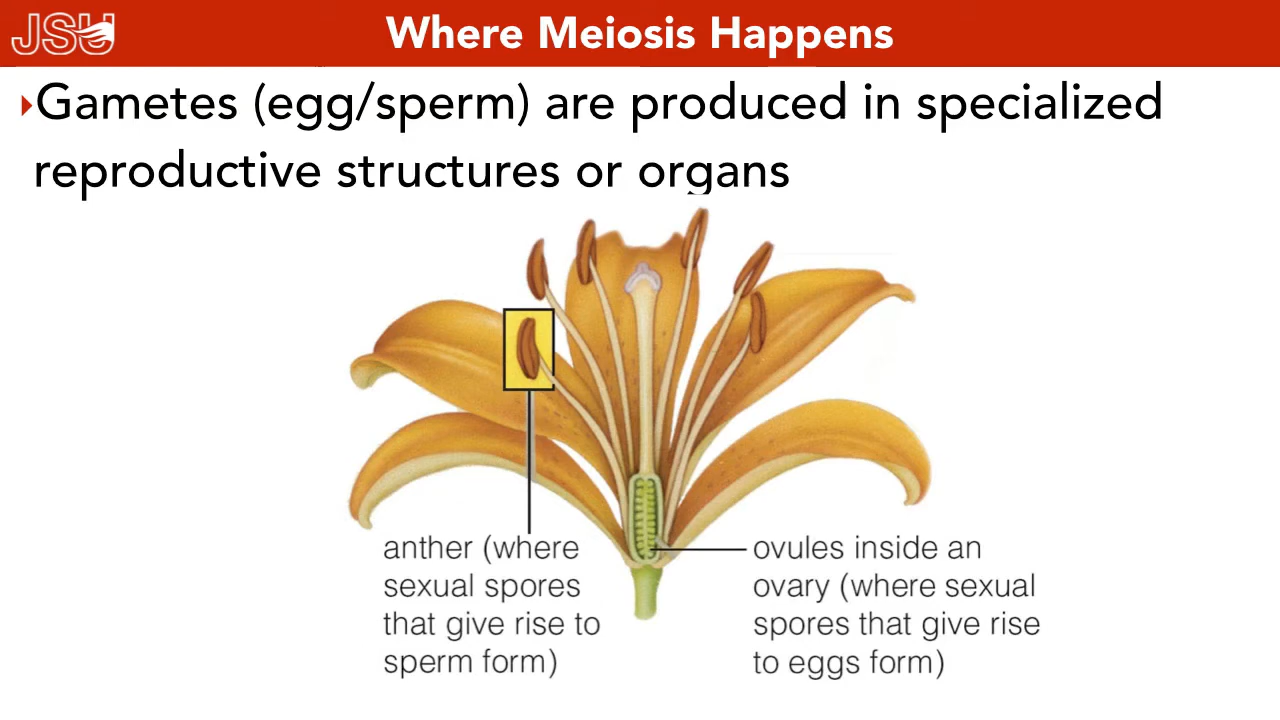 JSU
Where Meiosis Happens
Gametes (egg/sperm) are produced in specialized
reproductive structures or organs
anther (where
sexual spores
that give rise to
sperm form)
ovules inside an
ovary (where sexual
spores that give rise
to eggs form)